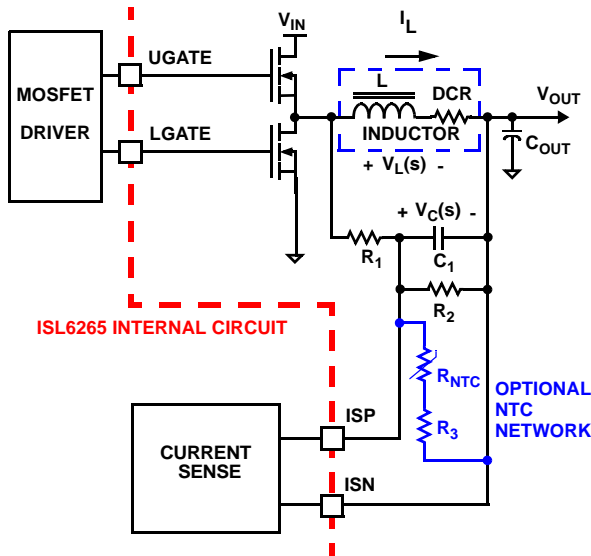 V_IN
I_L
MOSFET
DRIVER
UGATE
LGATE
L
DCR
INDUCTOR
+ V_L(s) -
V_OUT
C_OUT
+ V_C(s) -
R_1
C_1
R_2
ISL6265 INTERNAL CIRCUIT
R_NTC
R_3
OPTIONAL
NTC
NETWORK
CURRENT
SENSE
ISP
ISN